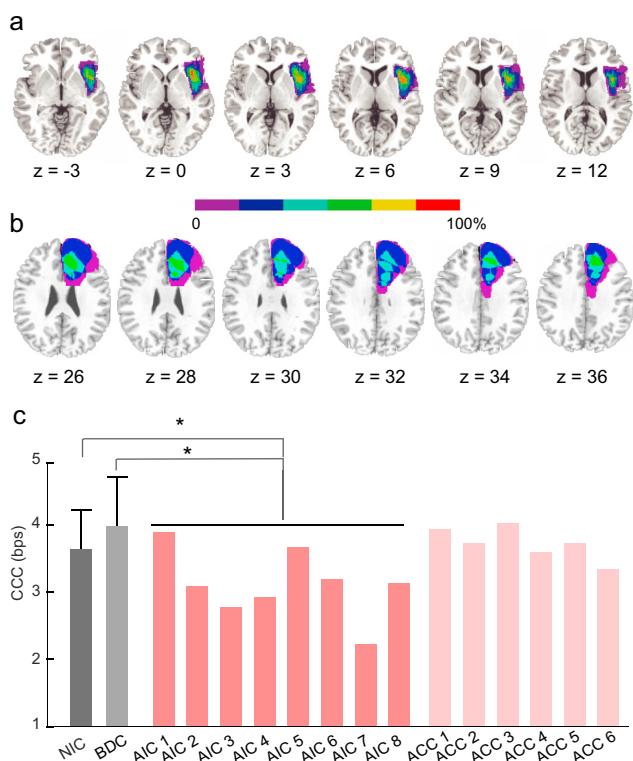 a
z = -3 z = 0 z = 3 z = 6 z = 9 z = 12
0 100%
b
z = 26 z = 28 z = 30 z = 32 z = 34 z = 36
c
*
*
5
4
3
2
1
CCC (bps)
NIC BDC AIC 1 AIC 2 AIC 3 AIC 4 AIC 5 AIC 6 AIC 7 AIC 8 ACC 1 ACC 2 ACC 3 ACC 4 ACC 5 ACC 6